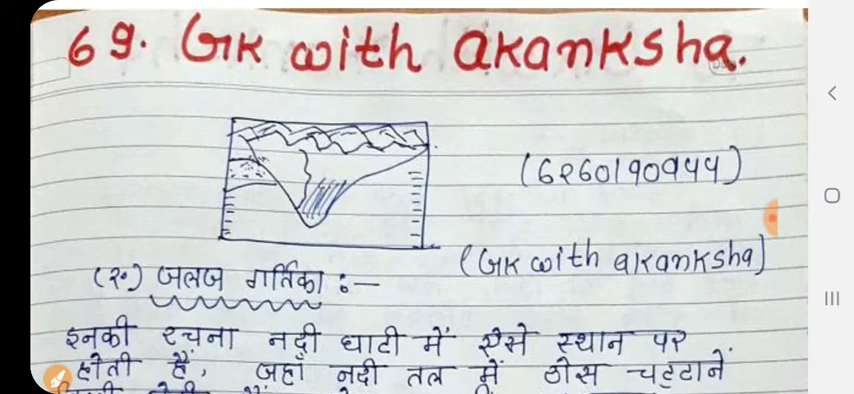 69. GK with akanksha.
(6260190944)
(GK with akanksha)
(२०) जलज गर्तिका :—
इनकी रचना नदी घाटी में ऐसे स्थान पर
होती हैं, जहाँ नदी तल में ठोस चट्टानें